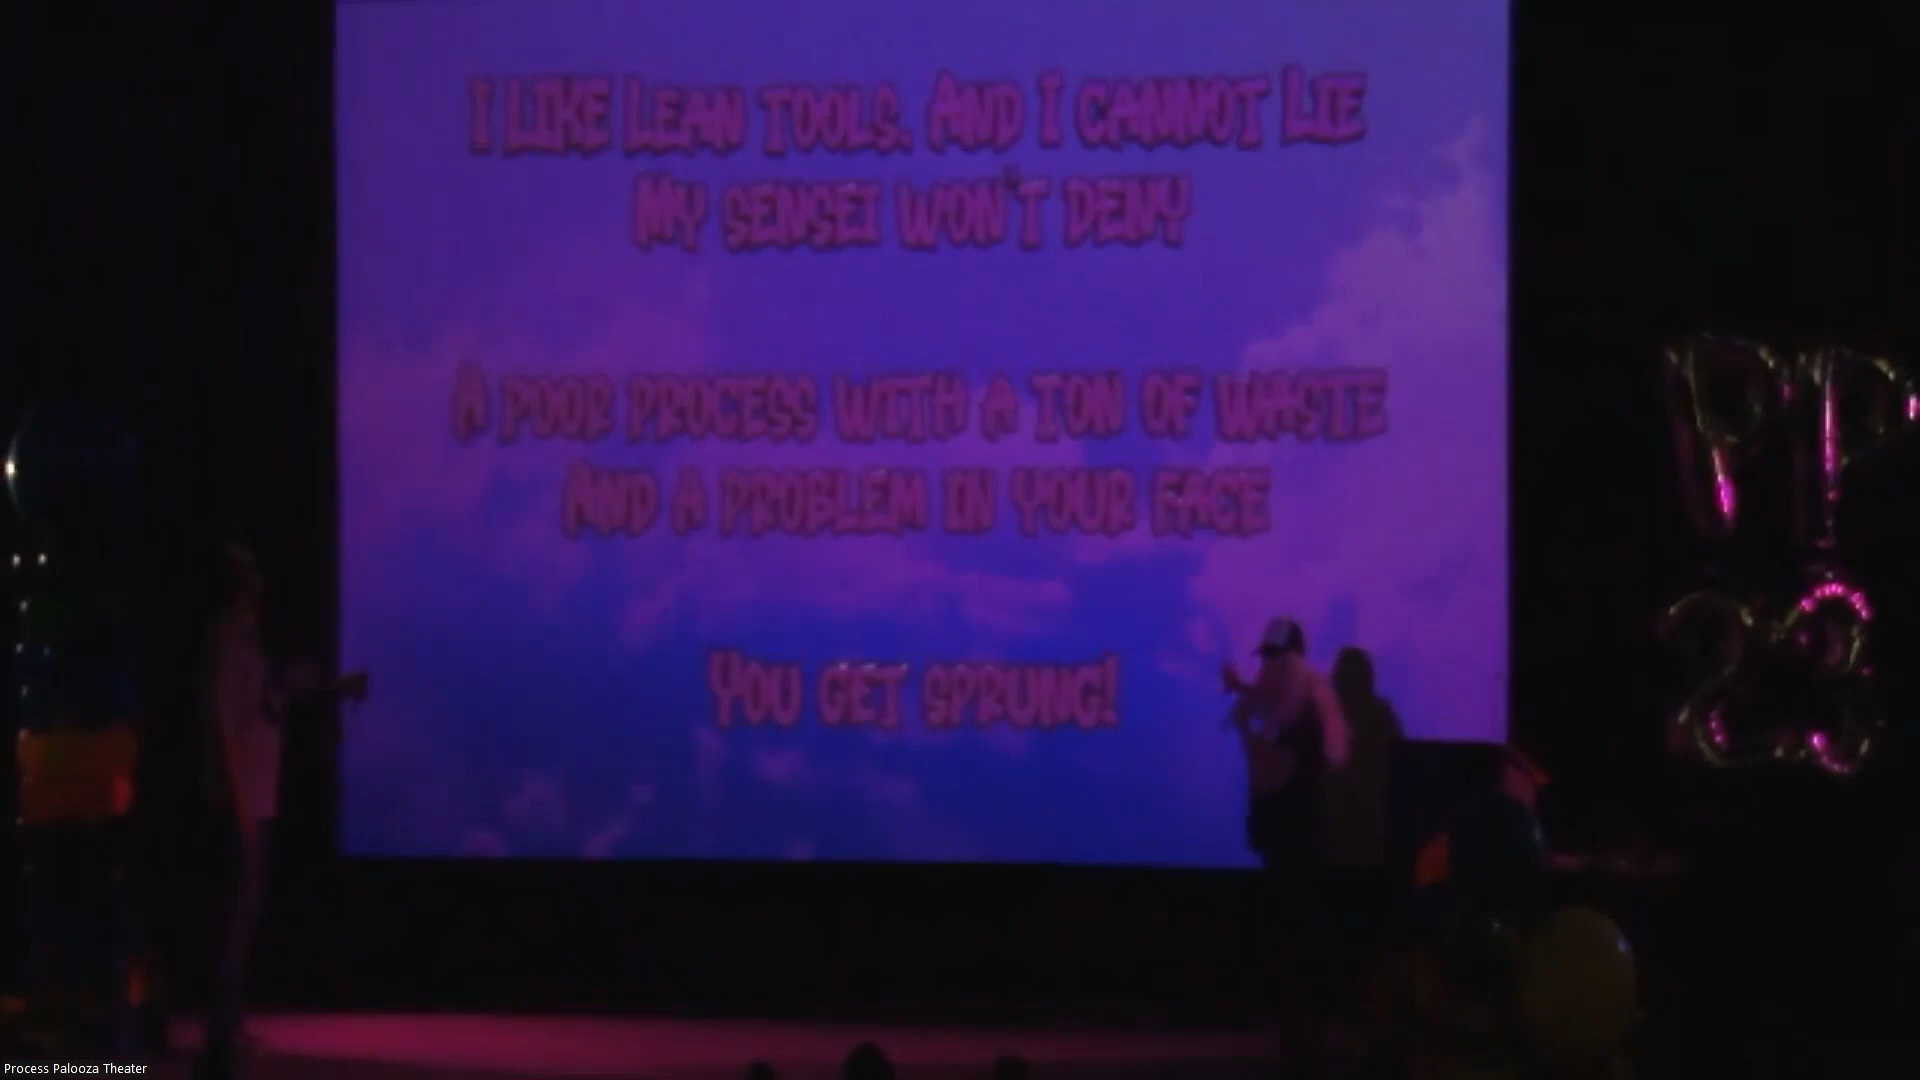 I LIKE LEAN TOOLS. AND I CANNOT LIE
MY SENSEI WON'T DENY
A POOR PROCESS WITH A TON OF WASTE
AND A PROBLEM IN YOUR FACE
YOU GET SPRUNG!
PP
23
Process Palooza Theater